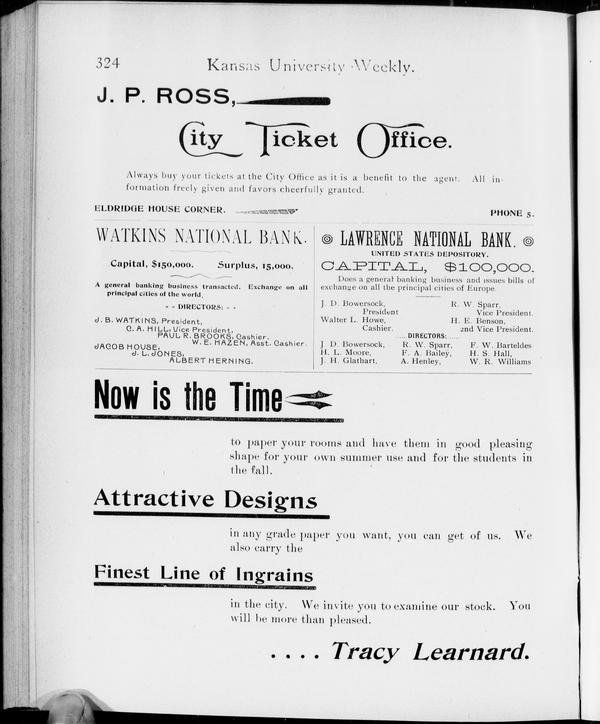 324
Kansas University Weekly.
J. P. ROSS,
City Ticket Office.
Always buy your tickets at the City Office as it is a benefit to the agent. All in-
formation freely given and favors cheerfully granted.
ELDRIDGE HOUSE CORNER.
PHONE 5.
WATKINS NATIONAL BANK.
Capital, $150,000. Surplus, 15,000.
A general banking business transacted. Exchange on all
principal cities of the world.
- - DIRECTORS: - -
J. B. WATKINS, President,
C. A. HILL, Vice President,
PAUL R. BROOKS, Cashier,
W. E. HAZEN, Asst. Cashier.
JACOB HOUSE,
J. L. JONES,
ALBERT HERNING.
LAWRENCE NATIONAL BANK.
UNITED STATES DEPOSITORY.
CAPITAL, $100,000.
Does a general banking business and issues bills of
exchange on all the principal cities of Europe.
J. D. Bowersock, R. W. Sparr,
President Vice President.
Walter L. Howe, H. E. Benson,
Cashier. 2nd Vice President.
.....DIRECTORS:.....
J. D. Bowersock, R. W. Sparr, F. W. Barteldes
H. L. Moore, F. A. Bailey, H. S. Hall,
J. H. Glathart, A. Henley, W. R. Williams
Now is the Time
to paper your rooms and have them in good pleasing
shape for your own summer use and for the students in
the fall.
Attractive Designs
in any grade paper you want, you can get of us. We
also carry the
Finest Line of Ingrains
in the city. We invite you to examine our stock. You
will be more than pleased.
. . . . Tracy Learnard.